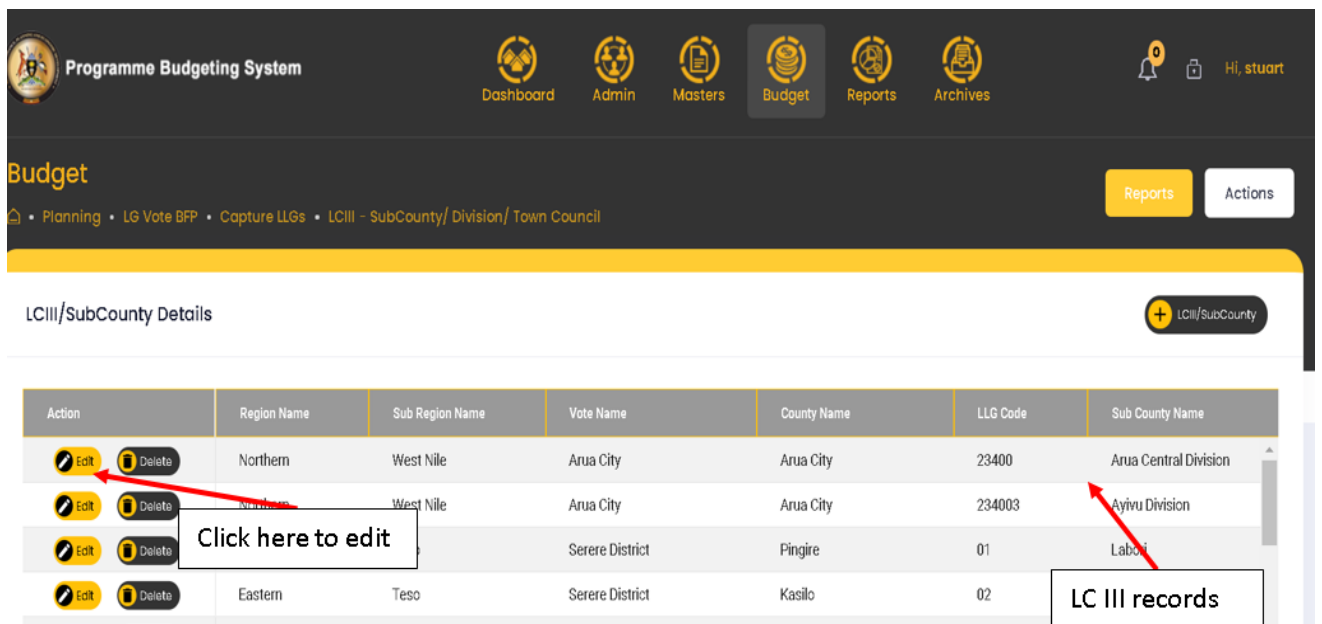 Programme Budgeting System
Dashboard Admin Masters Budget Reports Archives
0
Hi, stuart
Budget
Reports Actions
• Planning • LG Vote BFP • Capture LLGs • LCIII - SubCounty/ Division/ Town Council
LCIII/SubCounty Details
+ LCIII/SubCounty
Action Region Name Sub Region Name Vote Name County Name LLG Code Sub County Name
Edit Delete Northern West Nile Arua City Arua City 23400 Arua Central Division
Edit Delete Northern West Nile Arua City Arua City 234003 Ayivu Division
Click here to edit
Edit Delete Serere District Pingire 01
Edit Delete Eastern Teso Serere District Kasilo 02
LC III records